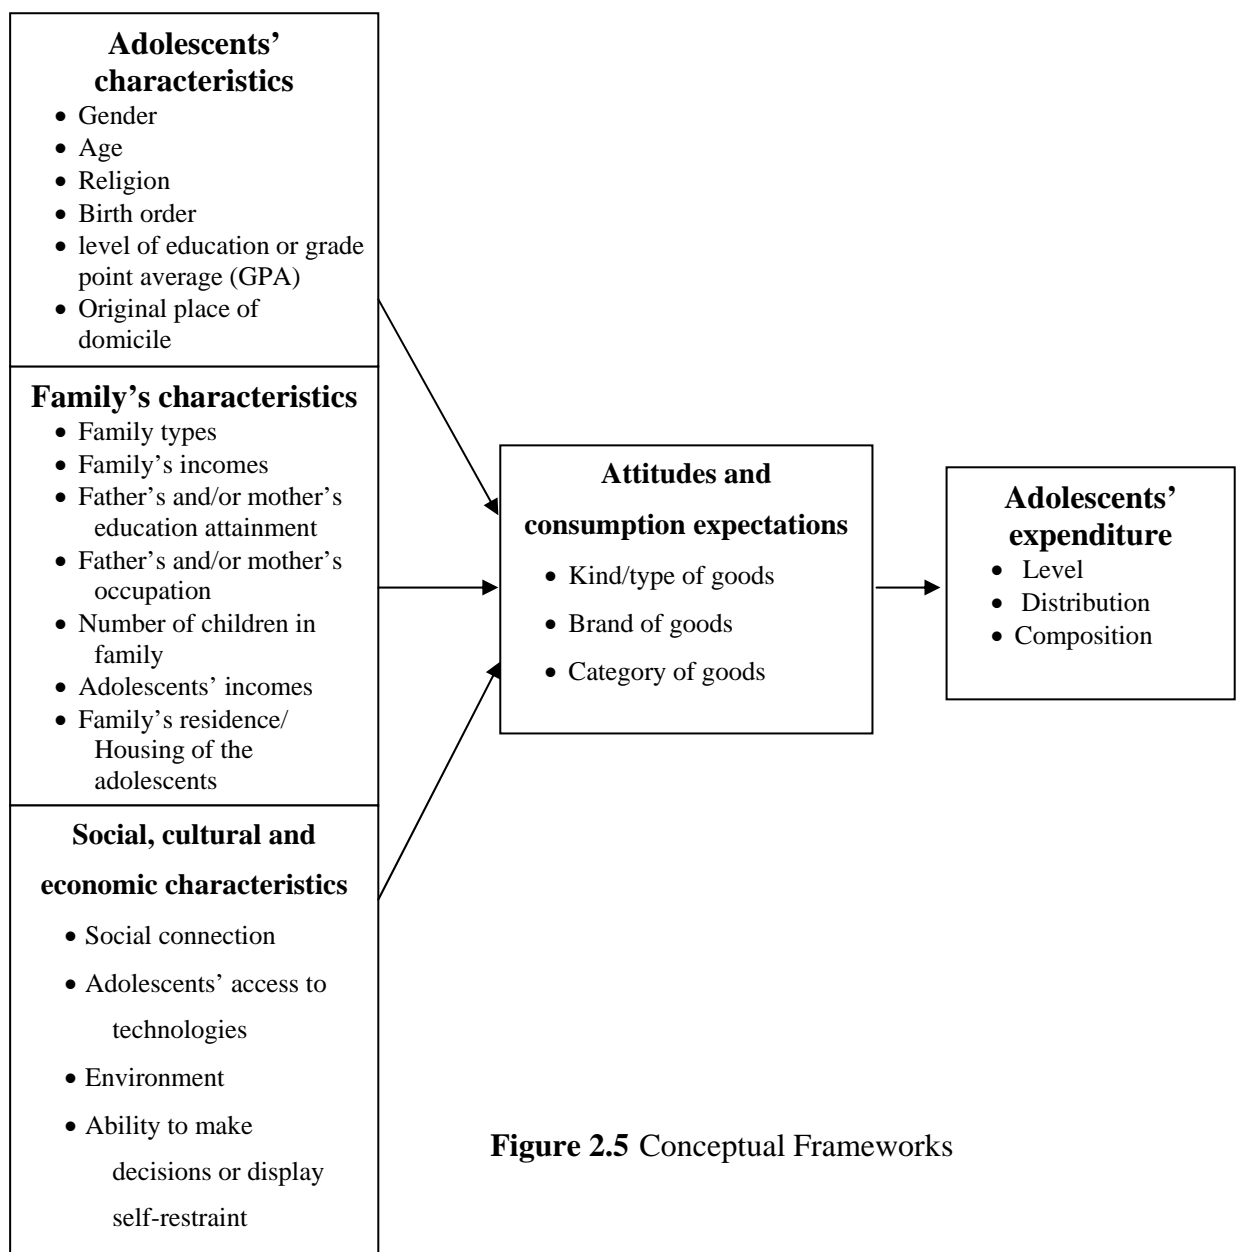 Adolescents’
characteristics
• Gender
• Age
• Religion
• Birth order
• level of education or grade
point average (GPA)
• Original place of
domicile
Family’s characteristics
• Family types
• Family’s incomes
• Father’s and/or mother’s
education attainment
• Father’s and/or mother’s
occupation
• Number of children in
family
• Adolescents’ incomes
• Family’s residence/
Housing of the
adolescents
Social, cultural and
economic characteristics
• Social connection
• Adolescents’ access to
technologies
• Environment
• Ability to make
decisions or display
self-restraint
Attitudes and
consumption expectations
• Kind/type of goods
• Brand of goods
• Category of goods
Adolescents’
expenditure
• Level
• Distribution
• Composition
Figure 2.5 Conceptual Frameworks